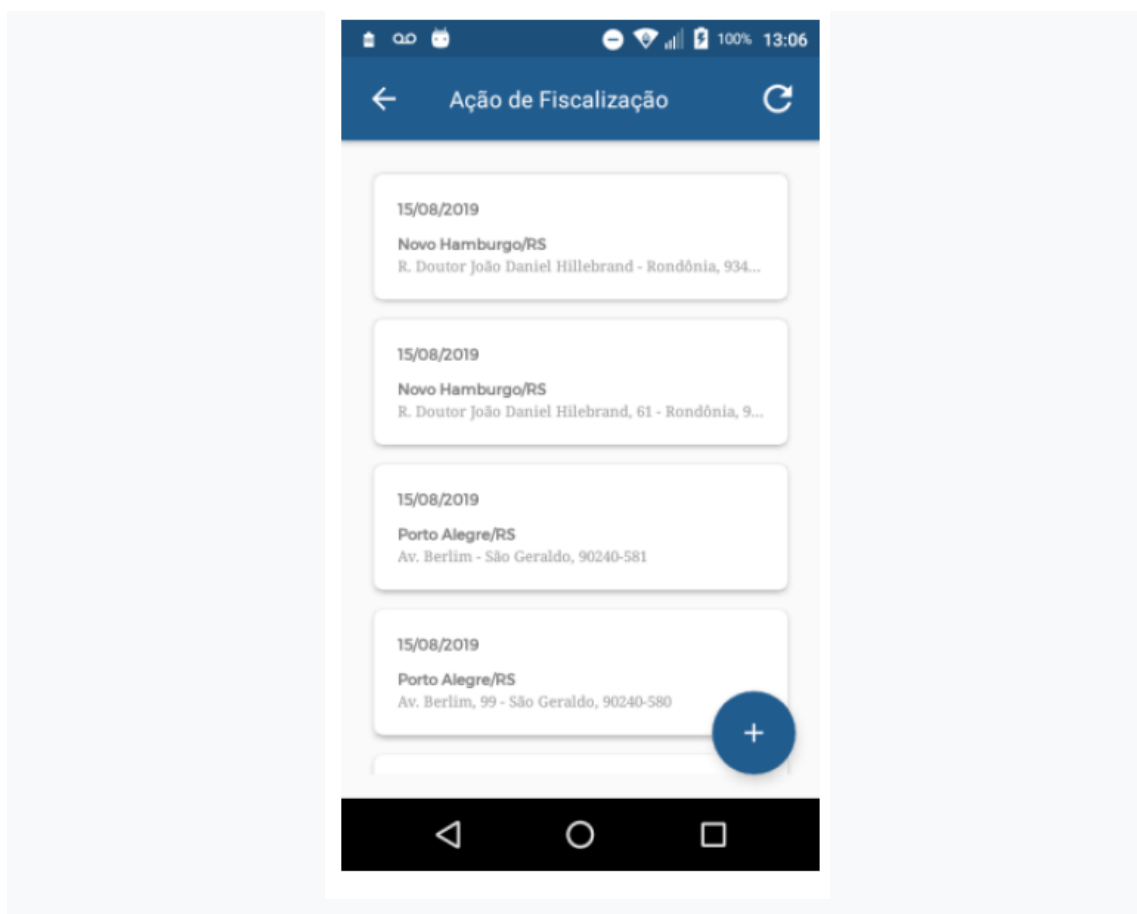 100% 13:06
Ação de Fiscalização
15/08/2019
Novo Hamburgo/RS
R. Doutor João Daniel Hillebrand - Rondônia, 934...
15/08/2019
Novo Hamburgo/RS
R. Doutor João Daniel Hilebrand, 61 - Rondônia, 9...
15/08/2019
Porto Alegre/RS
Av. Berlim - São Geraldo, 90240-581
15/08/2019
Porto Alegre/RS
Av. Berlim, 99 - São Geraldo, 90240-580
+